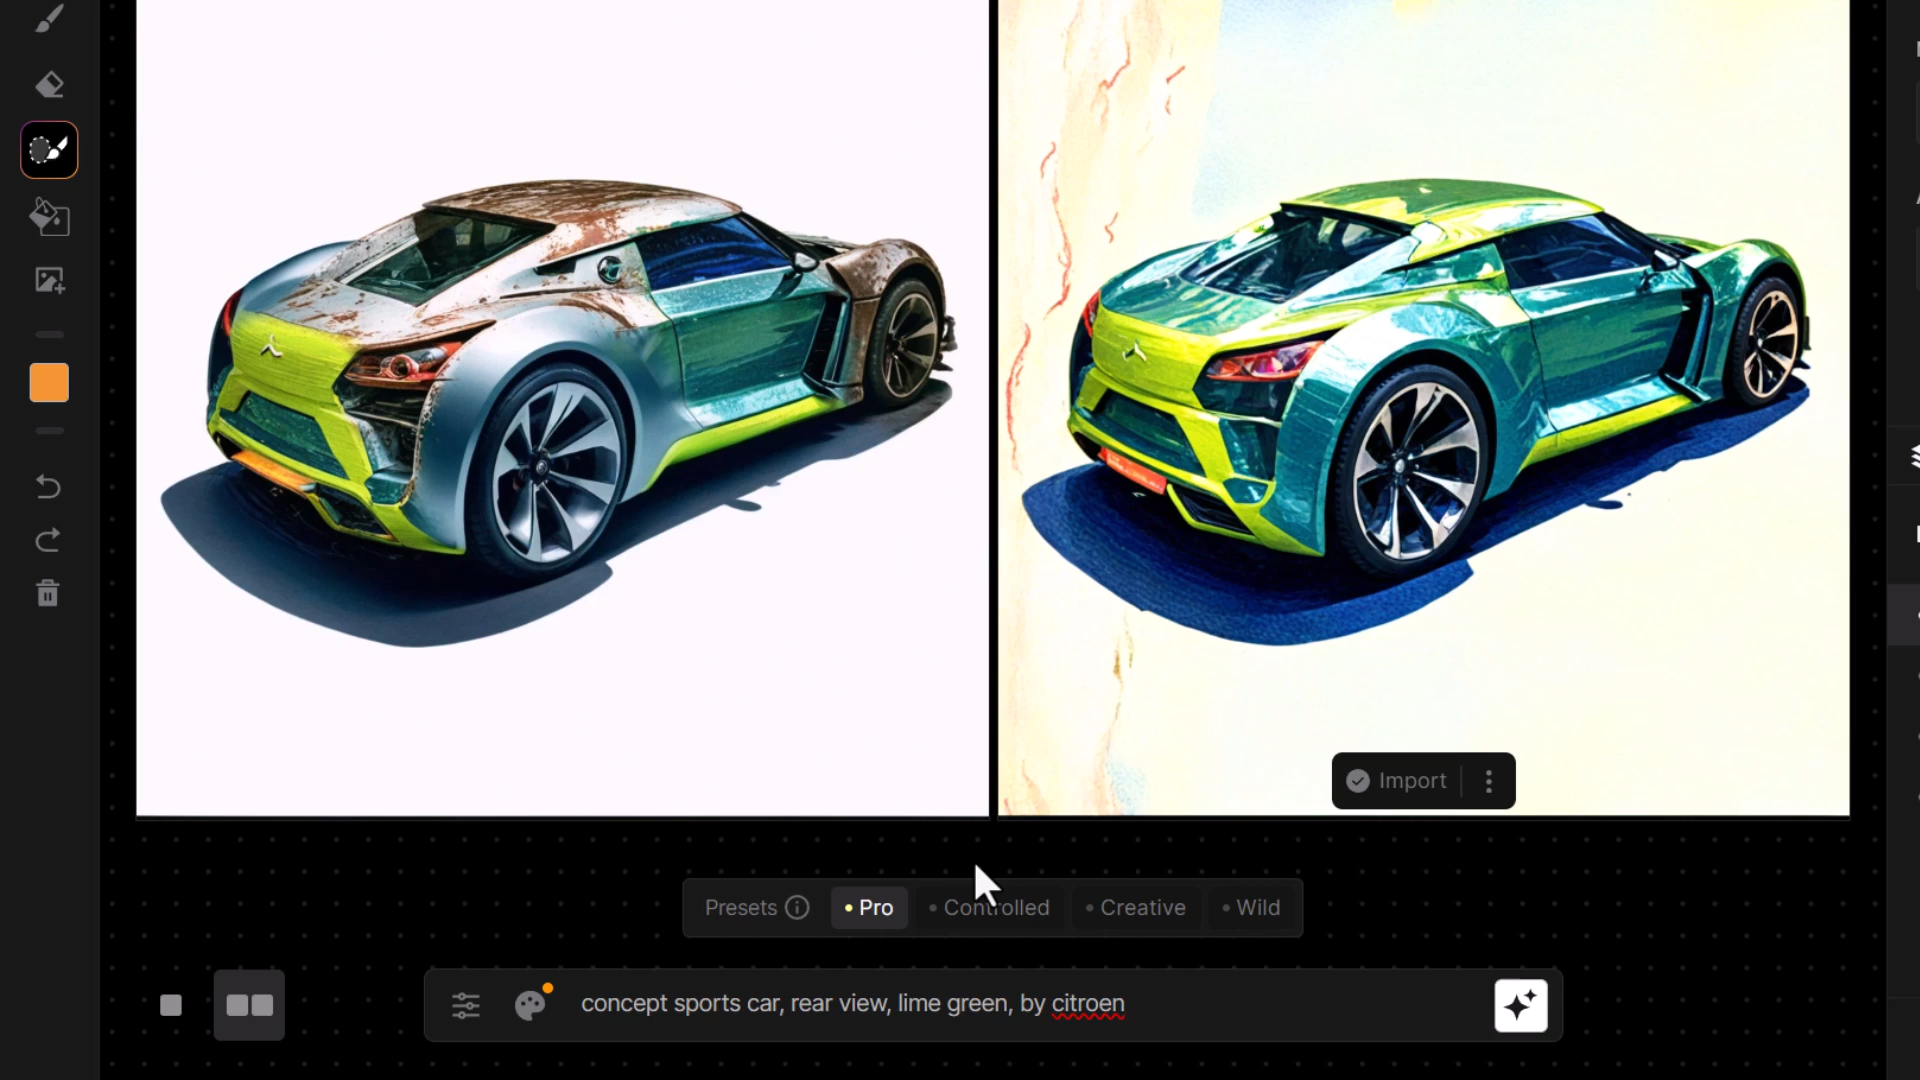 Import
Presets Pro Controlled Creative Wild
concept sports car, rear view, lime green, by citroen